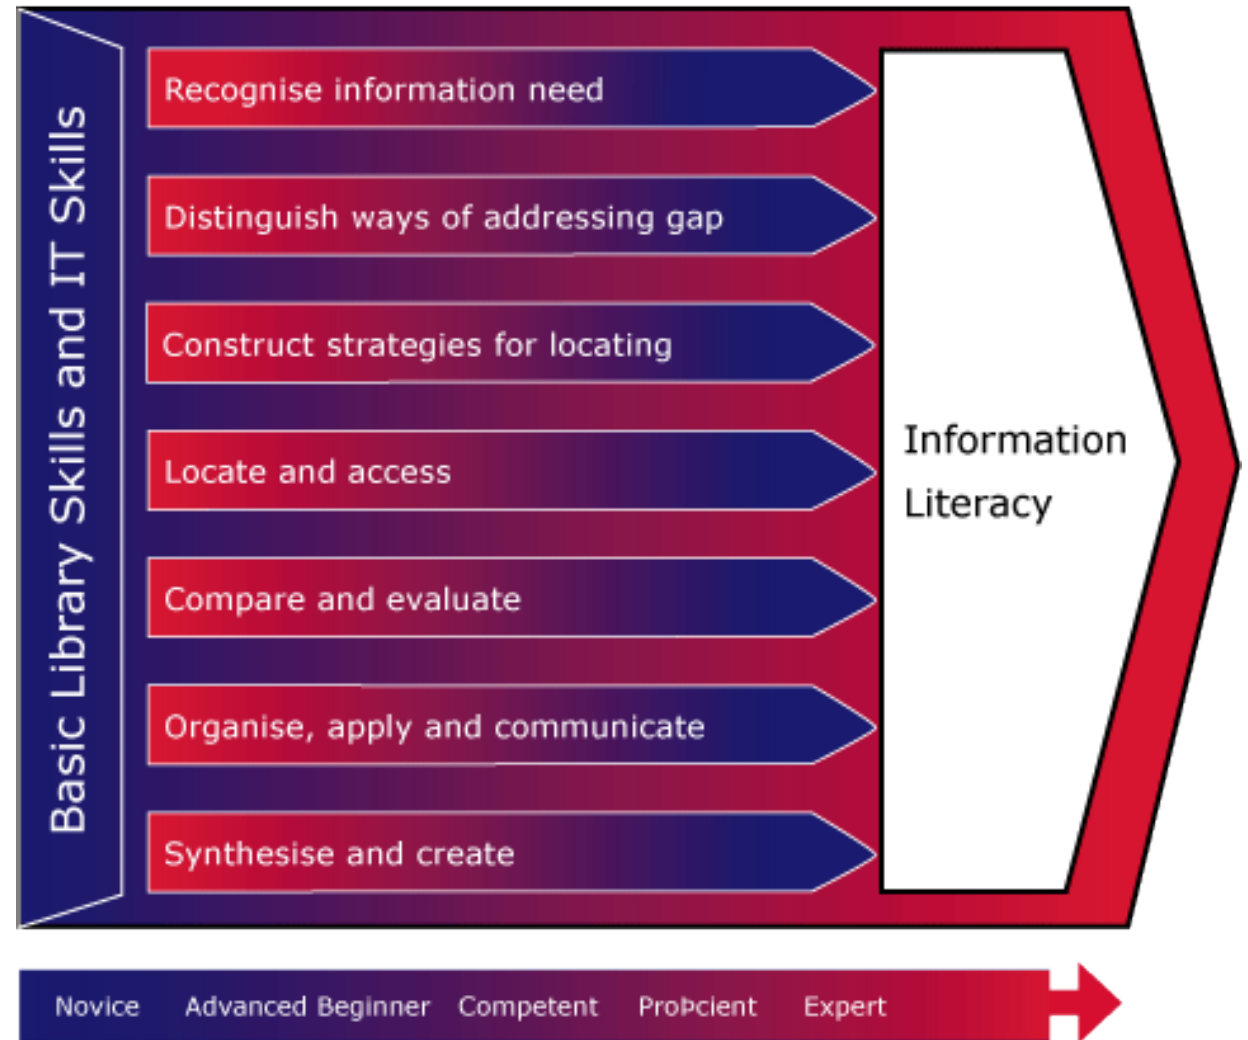 Basic Library Skills and IT Skills
Recognise information need
Distinguish ways of addressing gap
Construct strategies for locating
Locate and access
Compare and evaluate
Organise, apply and communicate
Synthesise and create
Information
Literacy
Novice Advanced Beginner Competent ProÞcient Expert